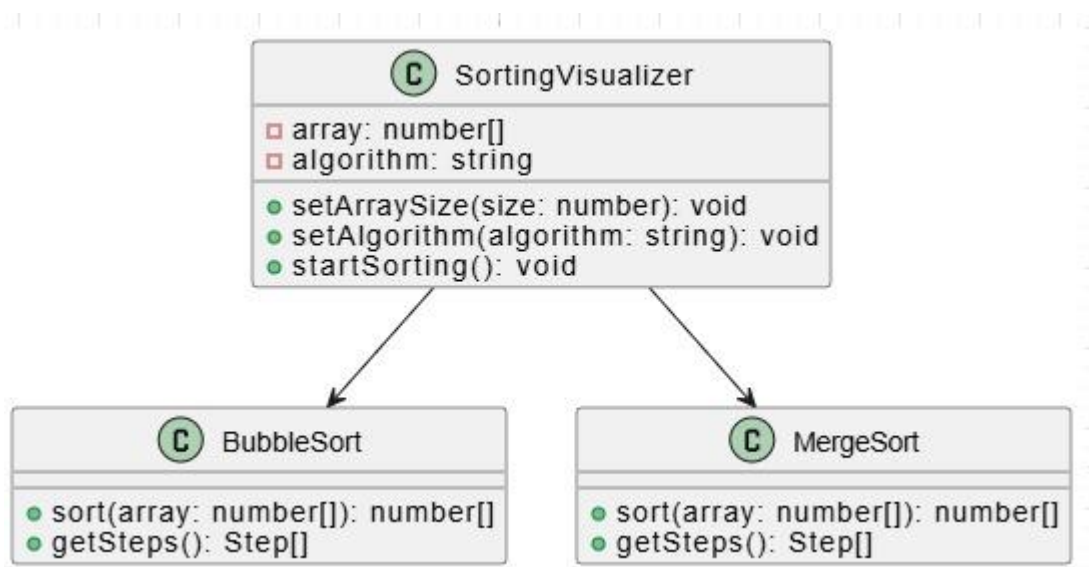 C SortingVisualizer
array: number[]
algorithm: string
setArraySize(size: number): void
setAlgorithm(algorithm: string): void
startSorting(): void
C BubbleSort
sort(array: number[]): number[]
getSteps(): Step[]
C MergeSort
sort(array: number[]): number[]
getSteps(): Step[]